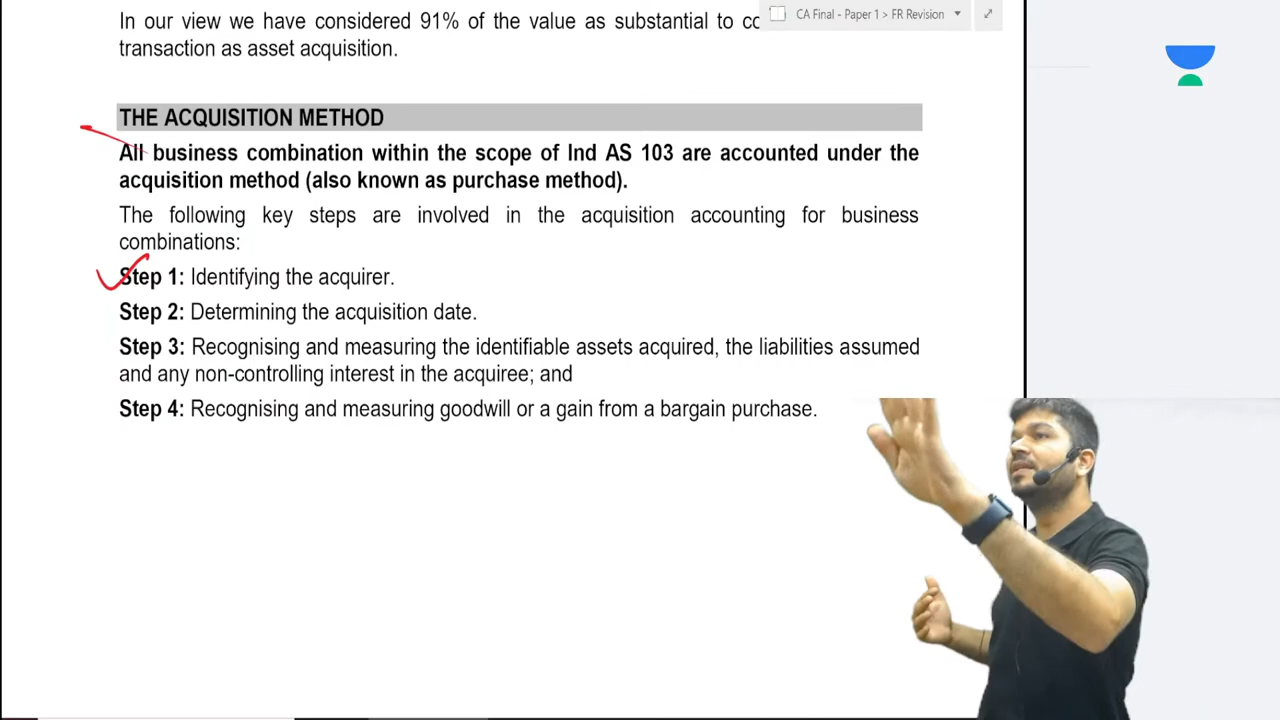 In our view we have considered 91% of the value as substantial to
CA Final - Paper 1 > FR Revision
transaction as asset acquisition.
THE ACQUISITION METHOD
All business combination within the scope of Ind AS 103 are accounted under the
acquisition method (also known as purchase method).
The following key steps are involved in the acquisition accounting for business
combinations:
Step 1: Identifying the acquirer.
Step 2: Determining the acquisition date.
Step 3: Recognising and measuring the identifiable assets acquired, the liabilities assumed
and any non-controlling interest in the acquiree; and
Step 4: Recognising and measuring goodwill or a gain from a bargain purchase.